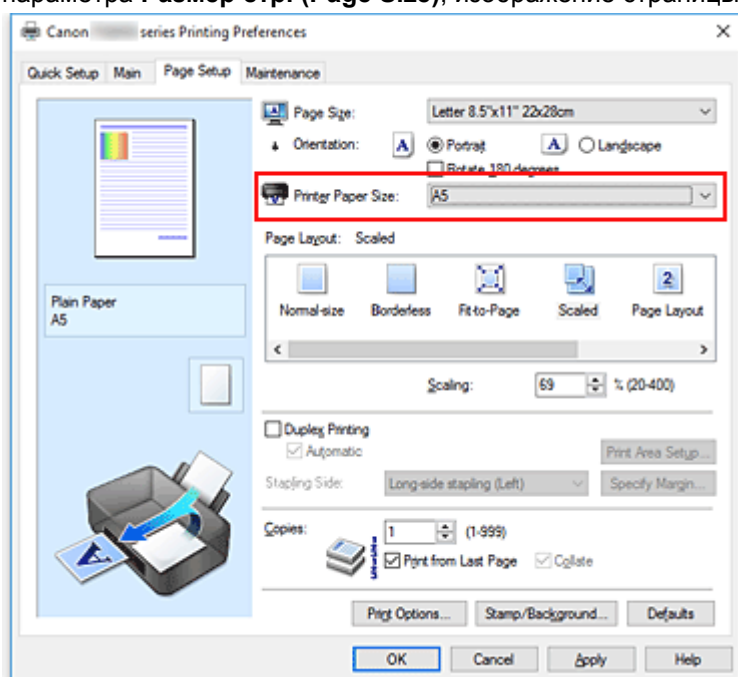 параметра Размер стр. (Page Size), изображение страницы
Canon series Printing Preferences
Quick Setup Main Page Setup Maintenance
Page Size: Letter 8.5"x11" 22x28cm
Orientation: A Portrait A Landscape
Rotate 180 degrees
Printer Paper Size: A5
Page Layout: Scaled
Normal-size Borderless Fit-to-Page Scaled 2 Page Layout
Plain Paper
A5
Scaling: 69 % (20-400)
Duplex Printing
Automatic Print Area Setup...
Stapling Side: Long-side stapling (Left) Specify Margin...
Copies: 1 (1-999)
Print from Last Page Collate
Print Options... Stamp/Background... Defaults
OK Cancel Apply Help